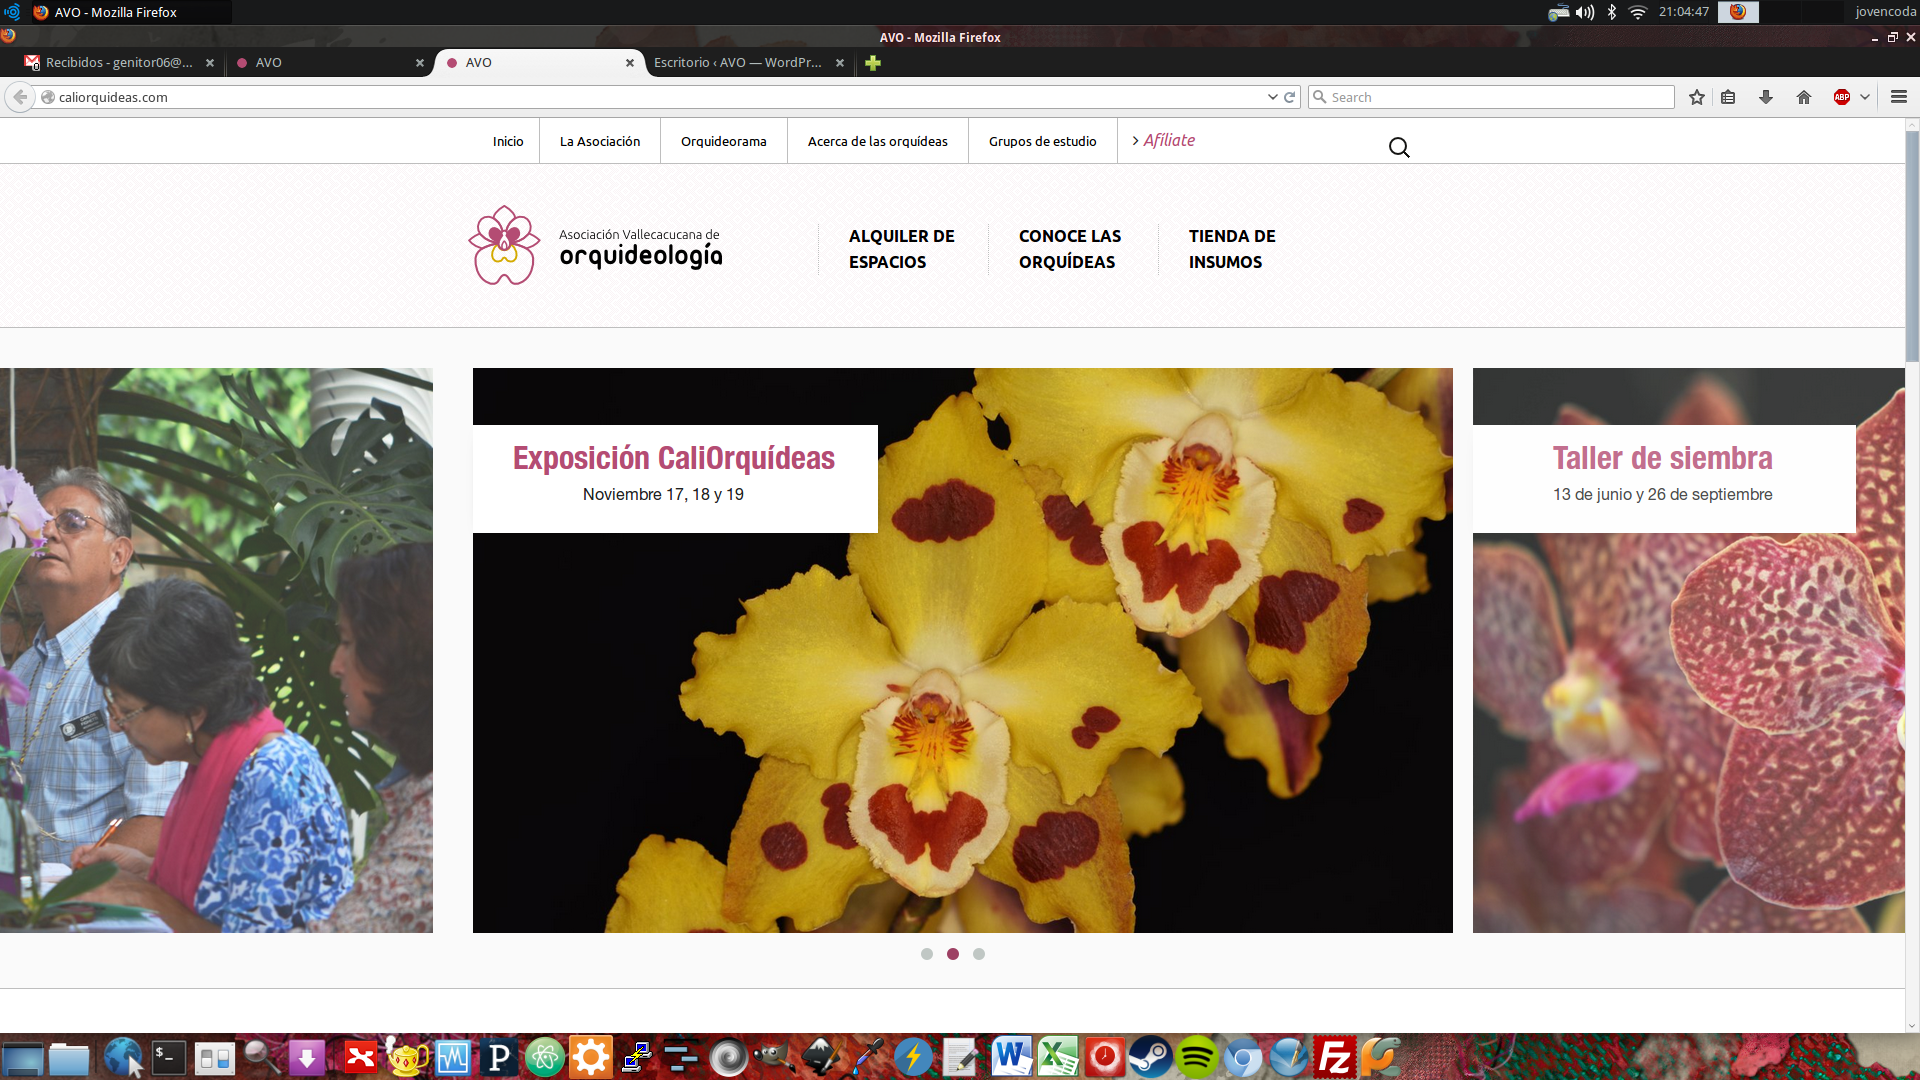 AVO - Mozilla Firefox
21:04:47
jovencoda
AVO - Mozilla Firefox
Recibidos - genitor06@...
AVO
AVO
Escritorio ‹ AVO — WordPr...
caliorquideas.com
Search
ABP
Inicio
La Asociación
Orquideorama
Acerca de las orquídeas
Grupos de estudio
> Afíliate
Asociación Vallecacucana de
orquideología
ALQUILER DE
ESPACIOS
CONOCE LAS
ORQUÍDEAS
TIENDA DE
INSUMOS
Exposición CaliOrquídeas
Noviembre 17, 18 y 19
Taller de siembra
13 de junio y 26 de septiembre
$_
P
W
X
FZ